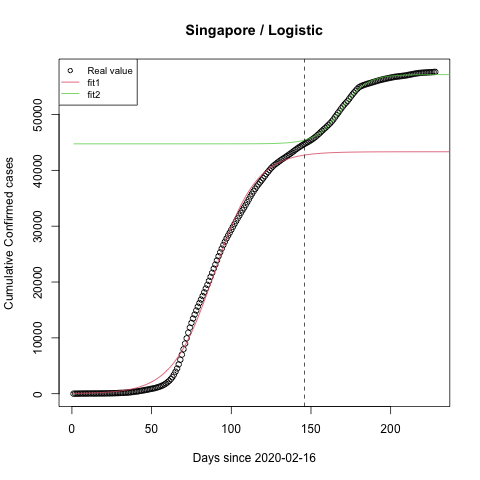 Singapore / Logistic
Real value
fit1
fit2
Cumulative Confirmed cases
50000
40000
30000
20000
10000
0
0 50 100 150 200
Days since 2020-02-16